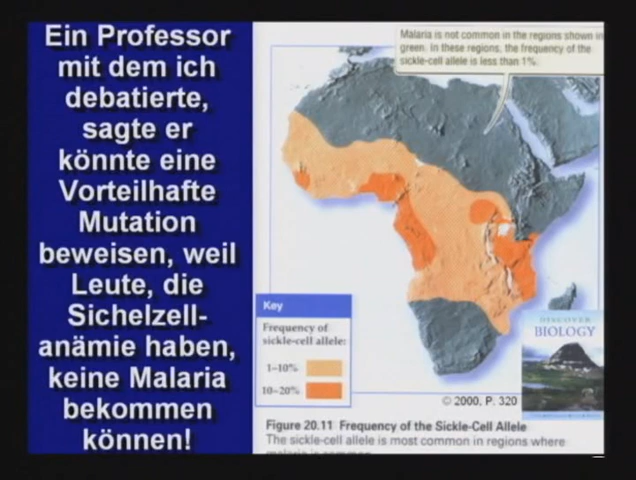 Ein Professor
mit dem ich
debatierte,
sagte er
könnte eine
Vorteilhafte
Mutation
beweisen, weil
Leute, die
Sichelzell-
anämie haben,
keine Malaria
bekommen
können!
Malaria is not common in the regions shown in
green. In these regions, the frequency of the
sickle-cell allele is less than 1%.
Key
Frequency of
sickle-cell allele:
1–10%
10–20%
DISCOVER
BIOLOGY
© 2000, P. 320
Figure 20.11 Frequency of the Sickle-Cell Allele
The sickle-cell allele is most common in regions where
malaria is common